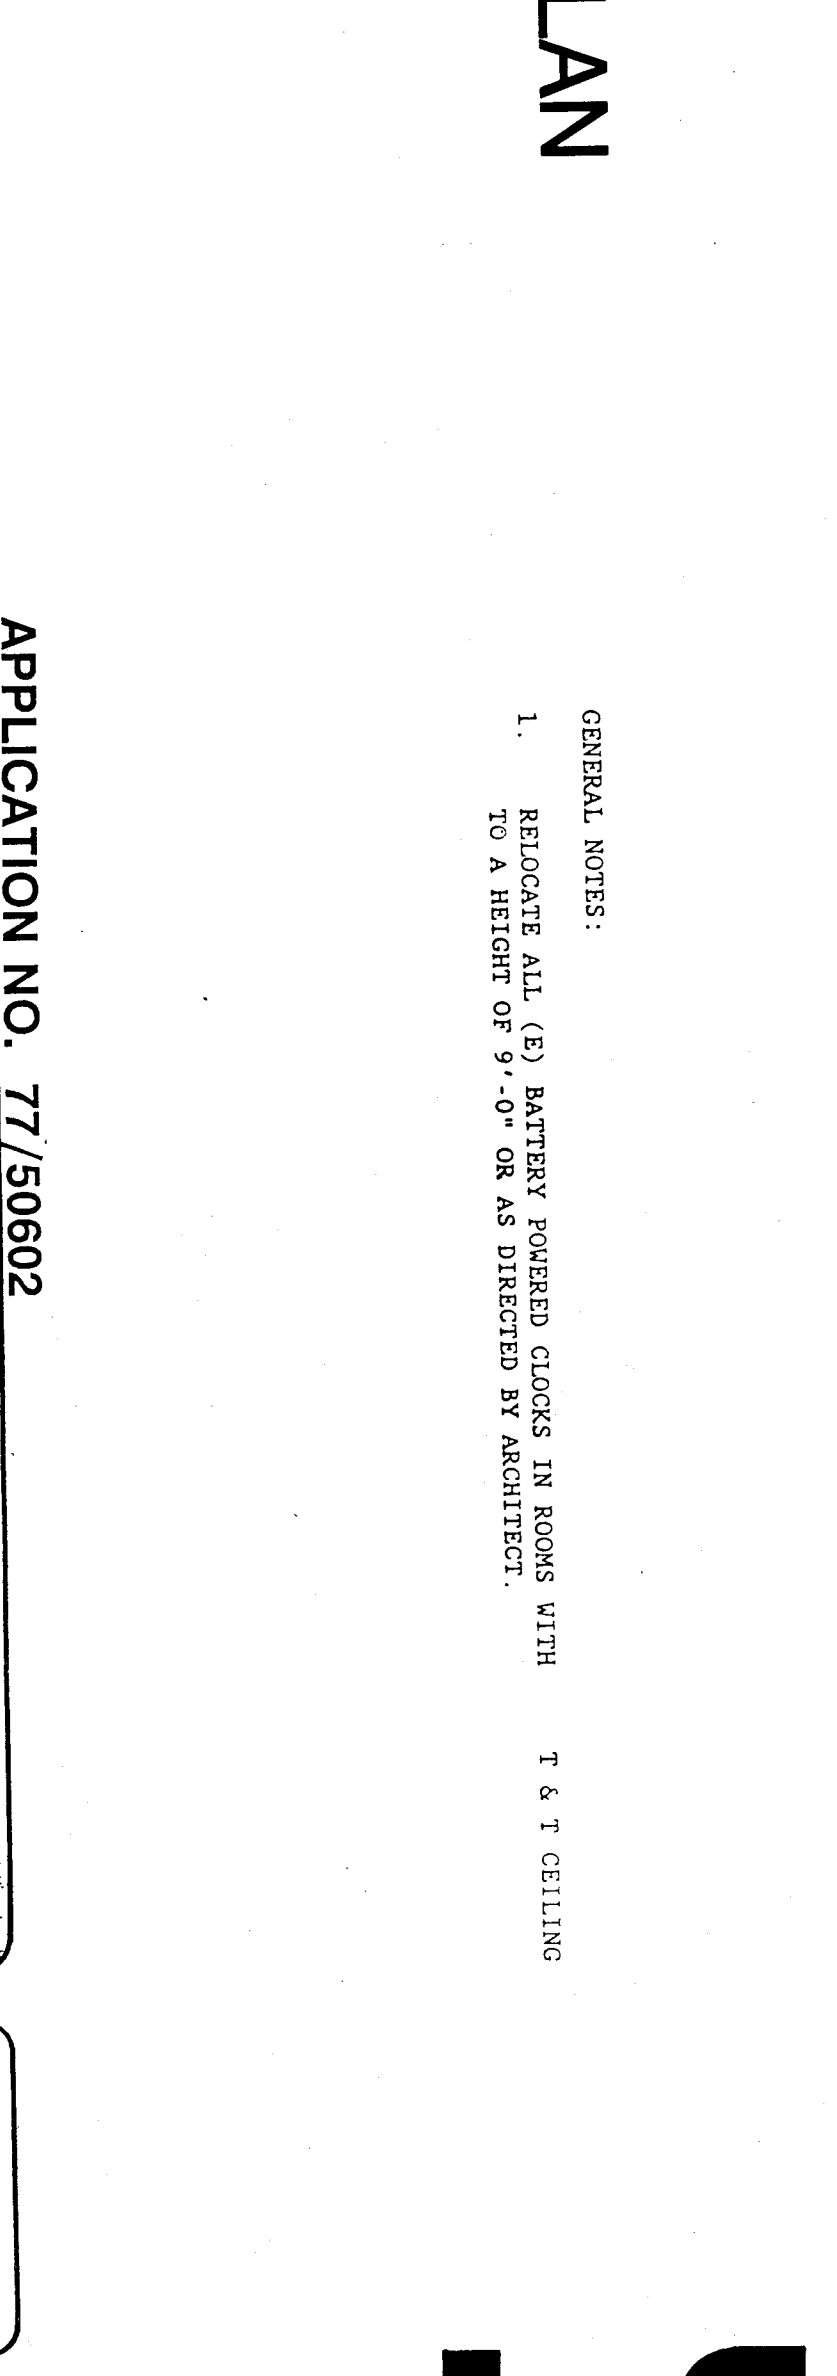 LAN
GENERAL NOTES:
1. RELOCATE ALL (E) BATTERY POWERED CLOCKS IN ROOMS WITH T & T CEILING
TO A HEIGHT OF 9'-0" OR AS DIRECTED BY ARCHITECT.
APPLICATION NO. 77/50602